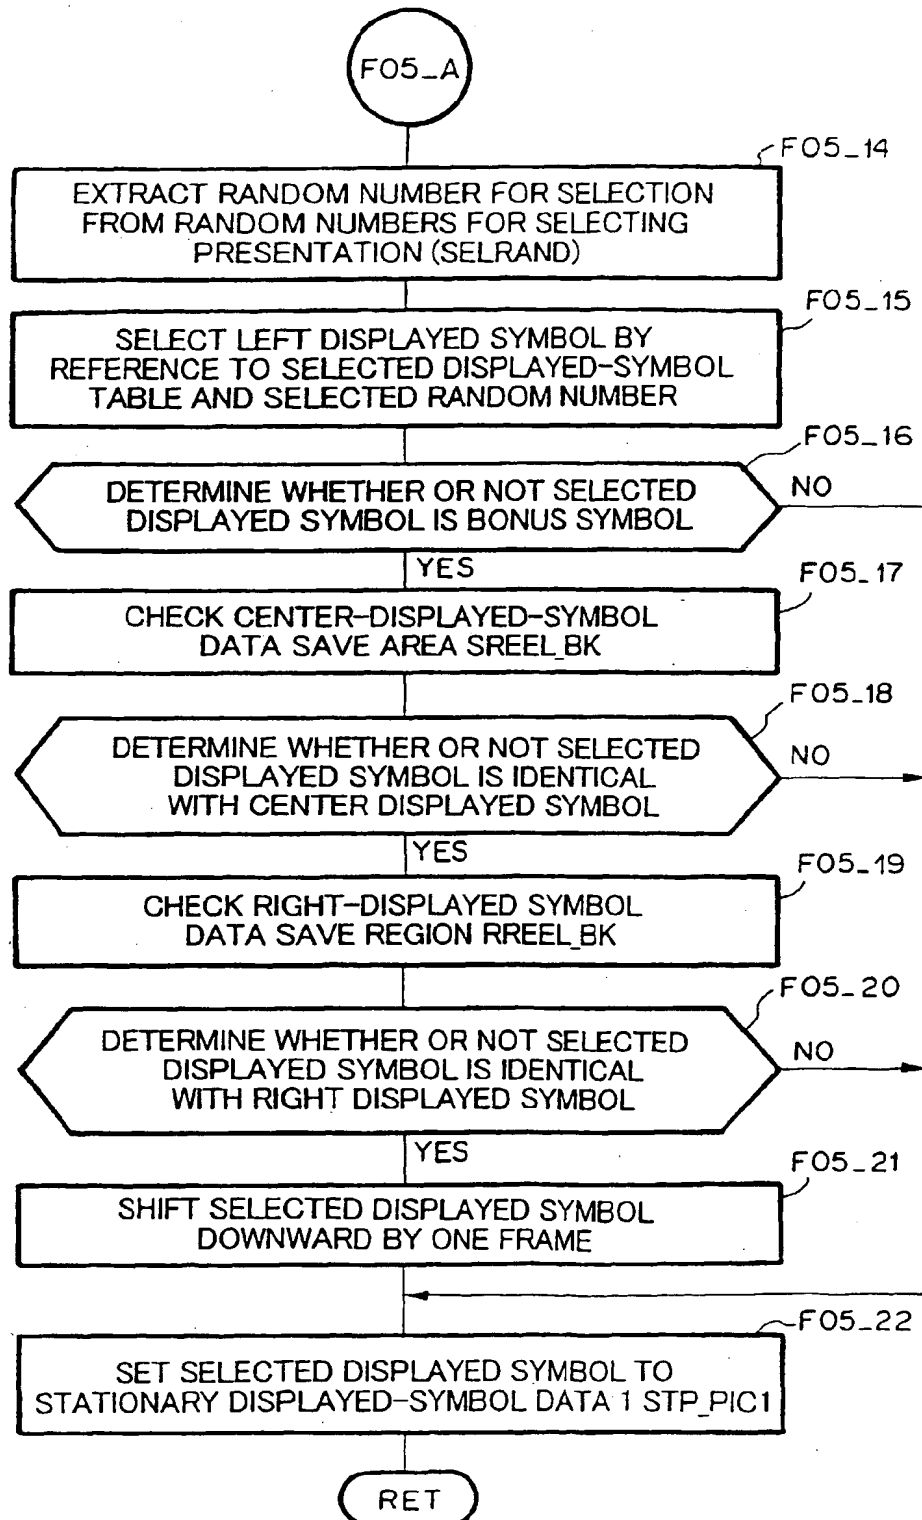 F05_A
F05_14
EXTRACT RANDOM NUMBER FOR SELECTION
FROM RANDOM NUMBERS FOR SELECTING
PRESENTATION (SELRAND)
F05_15
SELECT LEFT DISPLAYED SYMBOL BY
REFERENCE TO SELECTED DISPLAYED-SYMBOL
TABLE AND SELECTED RANDOM NUMBER
F05_16
DETERMINE WHETHER OR NOT SELECTED
DISPLAYED SYMBOL IS BONUS SYMBOL
NO
YES
F05_17
CHECK CENTER-DISPLAYED-SYMBOL
DATA SAVE AREA SREEL_BK
F05_18
DETERMINE WHETHER OR NOT SELECTED
DISPLAYED SYMBOL IS IDENTICAL
WITH CENTER DISPLAYED SYMBOL
NO
YES
F05_19
CHECK RIGHT-DISPLAYED SYMBOL
DATA SAVE REGION RREEL_BK
F05_20
DETERMINE WHETHER OR NOT SELECTED
DISPLAYED SYMBOL IS IDENTICAL
WITH RIGHT DISPLAYED SYMBOL
NO
YES
F05_21
SHIFT SELECTED DISPLAYED SYMBOL
DOWNWARD BY ONE FRAME
F05_22
SET SELECTED DISPLAYED SYMBOL TO
STATIONARY DISPLAYED-SYMBOL DATA 1 STP_PIC1
RET